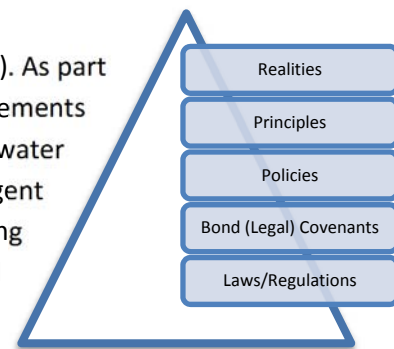 ). As part
ements
water
gent
ng
Realities
Principles
Policies
Bond (Legal) Covenants
Laws/Regulations